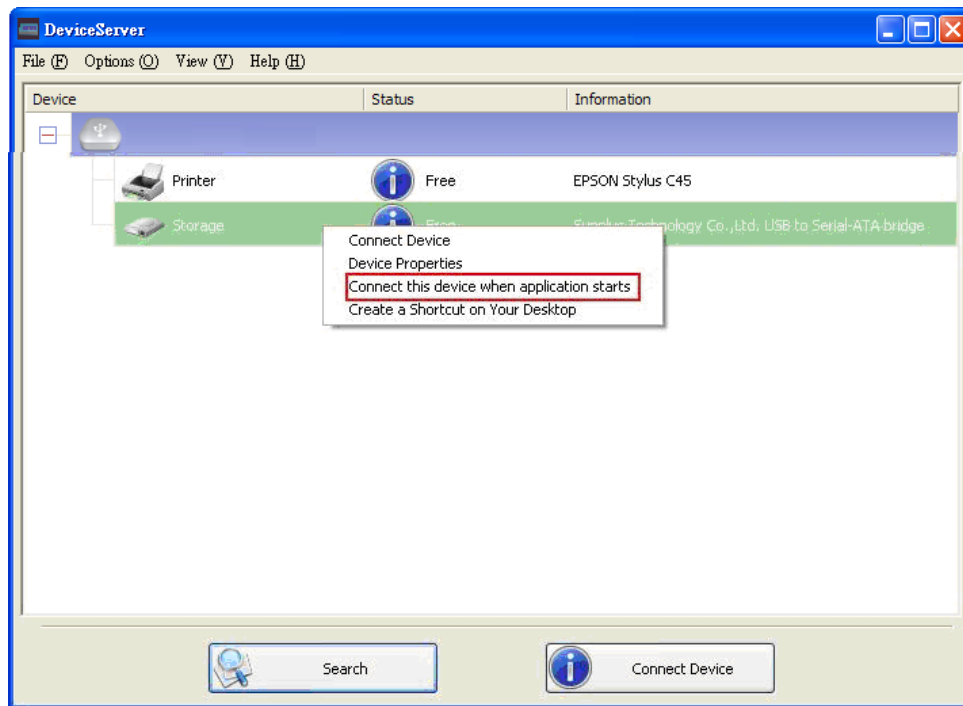 DeviceServer
File (F) Options (O) View (V) Help (H)
Device Status Information
Printer Free EPSON Stylus C45
Storage Free Sunplus Technology Co.,Ltd. USB to Serial-ATA bridge
Connect Device
Device Properties
Connect this device when application starts
Create a Shortcut on Your Desktop
Search Connect Device